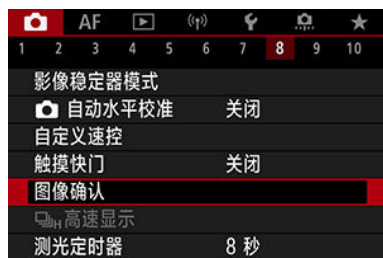 AF
1 2 3 4 5 6 7 8 9 10
影像稳定器模式
自动水平校准 关闭
自定义速控
触摸快门 关闭
图像确认
H高速显示
测光定时器 8 秒